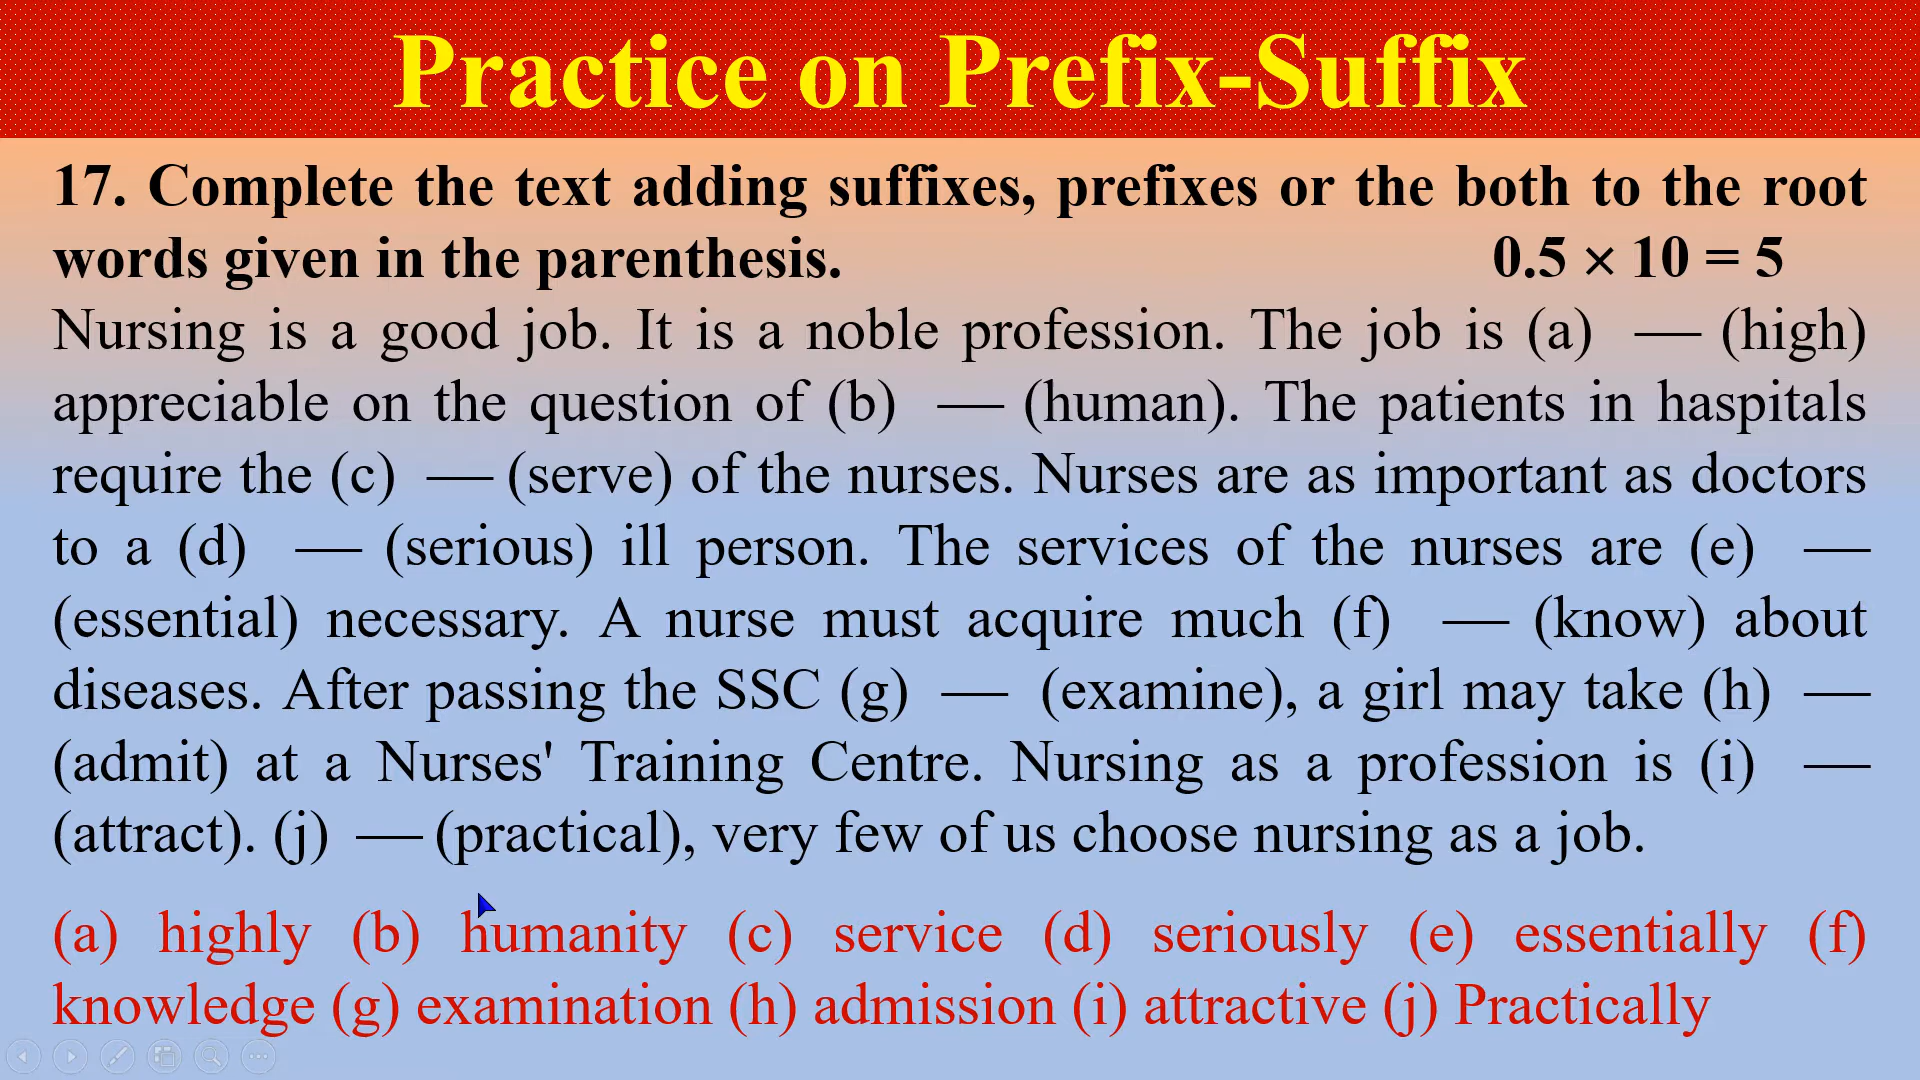 Practice on Prefix-Suffix
17. Complete the text adding suffixes, prefixes or the both to the root
words given in the parenthesis. 0.5 × 10 = 5
Nursing is a good job. It is a noble profession. The job is (a) — (high)
appreciable on the question of (b) — (human). The patients in haspitals
require the (c) — (serve) of the nurses. Nurses are as important as doctors
to a (d) — (serious) ill person. The services of the nurses are (e) —
(essential) necessary. A nurse must acquire much (f) — (know) about
diseases. After passing the SSC (g) — (examine), a girl may take (h) —
(admit) at a Nurses' Training Centre. Nursing as a profession is (i) —
(attract). (j) — (practical), very few of us choose nursing as a job.
(a) highly (b) humanity (c) service (d) seriously (e) essentially (f)
knowledge (g) examination (h) admission (i) attractive (j) Practically